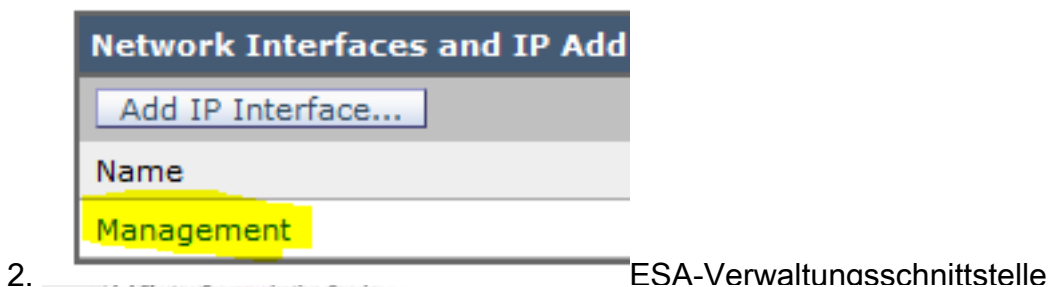 Network Interfaces and IP Add
Add IP Interface...
Name
Management
2. ESA-Verwaltungsschnittstelle